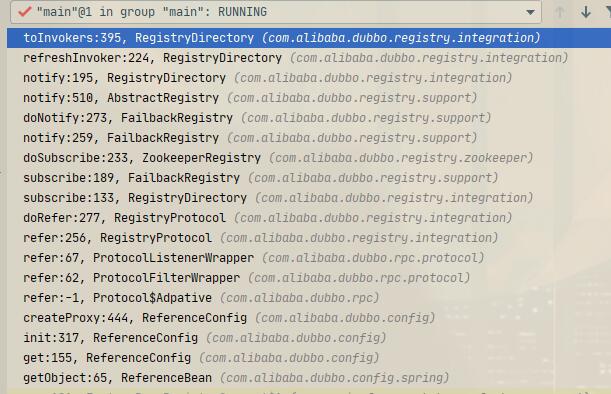 "main"@1 in group "main": RUNNING
toInvokers:395, RegistryDirectory (com.alibaba.dubbo.registry.integration)
refreshInvoker:224, RegistryDirectory (com.alibaba.dubbo.registry.integration)
notify:195, RegistryDirectory (com.alibaba.dubbo.registry.integration)
notify:510, AbstractRegistry (com.alibaba.dubbo.registry.support)
doNotify:273, FailbackRegistry (com.alibaba.dubbo.registry.support)
notify:259, FailbackRegistry (com.alibaba.dubbo.registry.support)
doSubscribe:233, ZookeeperRegistry (com.alibaba.dubbo.registry.zookeeper)
subscribe:189, FailbackRegistry (com.alibaba.dubbo.registry.support)
subscribe:133, RegistryDirectory (com.alibaba.dubbo.registry.integration)
doRefer:277, RegistryProtocol (com.alibaba.dubbo.registry.integration)
refer:256, RegistryProtocol (com.alibaba.dubbo.registry.integration)
refer:67, ProtocolListenerWrapper (com.alibaba.dubbo.rpc.protocol)
refer:62, ProtocolFilterWrapper (com.alibaba.dubbo.rpc.protocol)
refer:-1, Protocol$Adpative (com.alibaba.dubbo.rpc)
createProxy:444, ReferenceConfig (com.alibaba.dubbo.config)
init:317, ReferenceConfig (com.alibaba.dubbo.config)
get:155, ReferenceConfig (com.alibaba.dubbo.config)
getObject:65, ReferenceBean (com.alibaba.dubbo.config.spring)